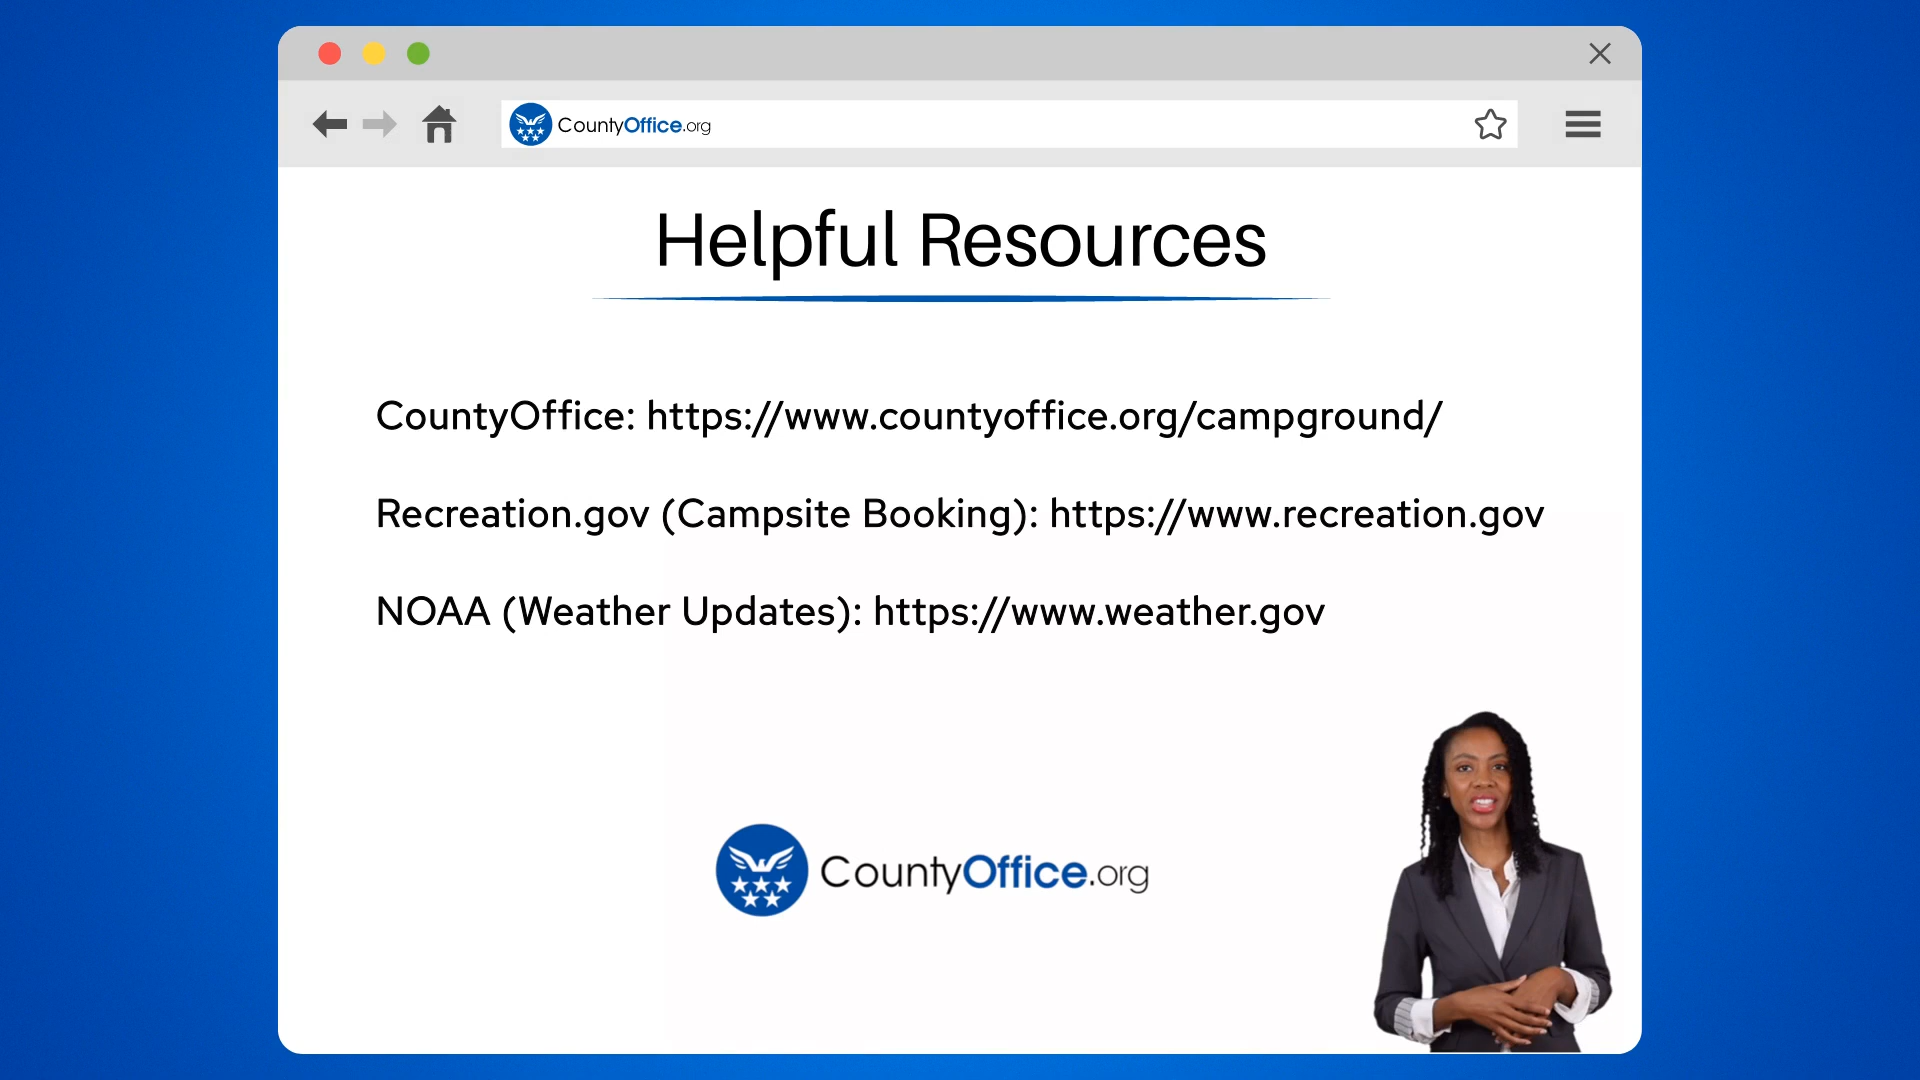 CountyOffice.org
Helpful Resources
CountyOffice: https://www.countyoffice.org/campground/
Recreation.gov (Campsite Booking): https://www.recreation.gov
NOAA (Weather Updates): https://www.weather.gov
CountyOffice.org